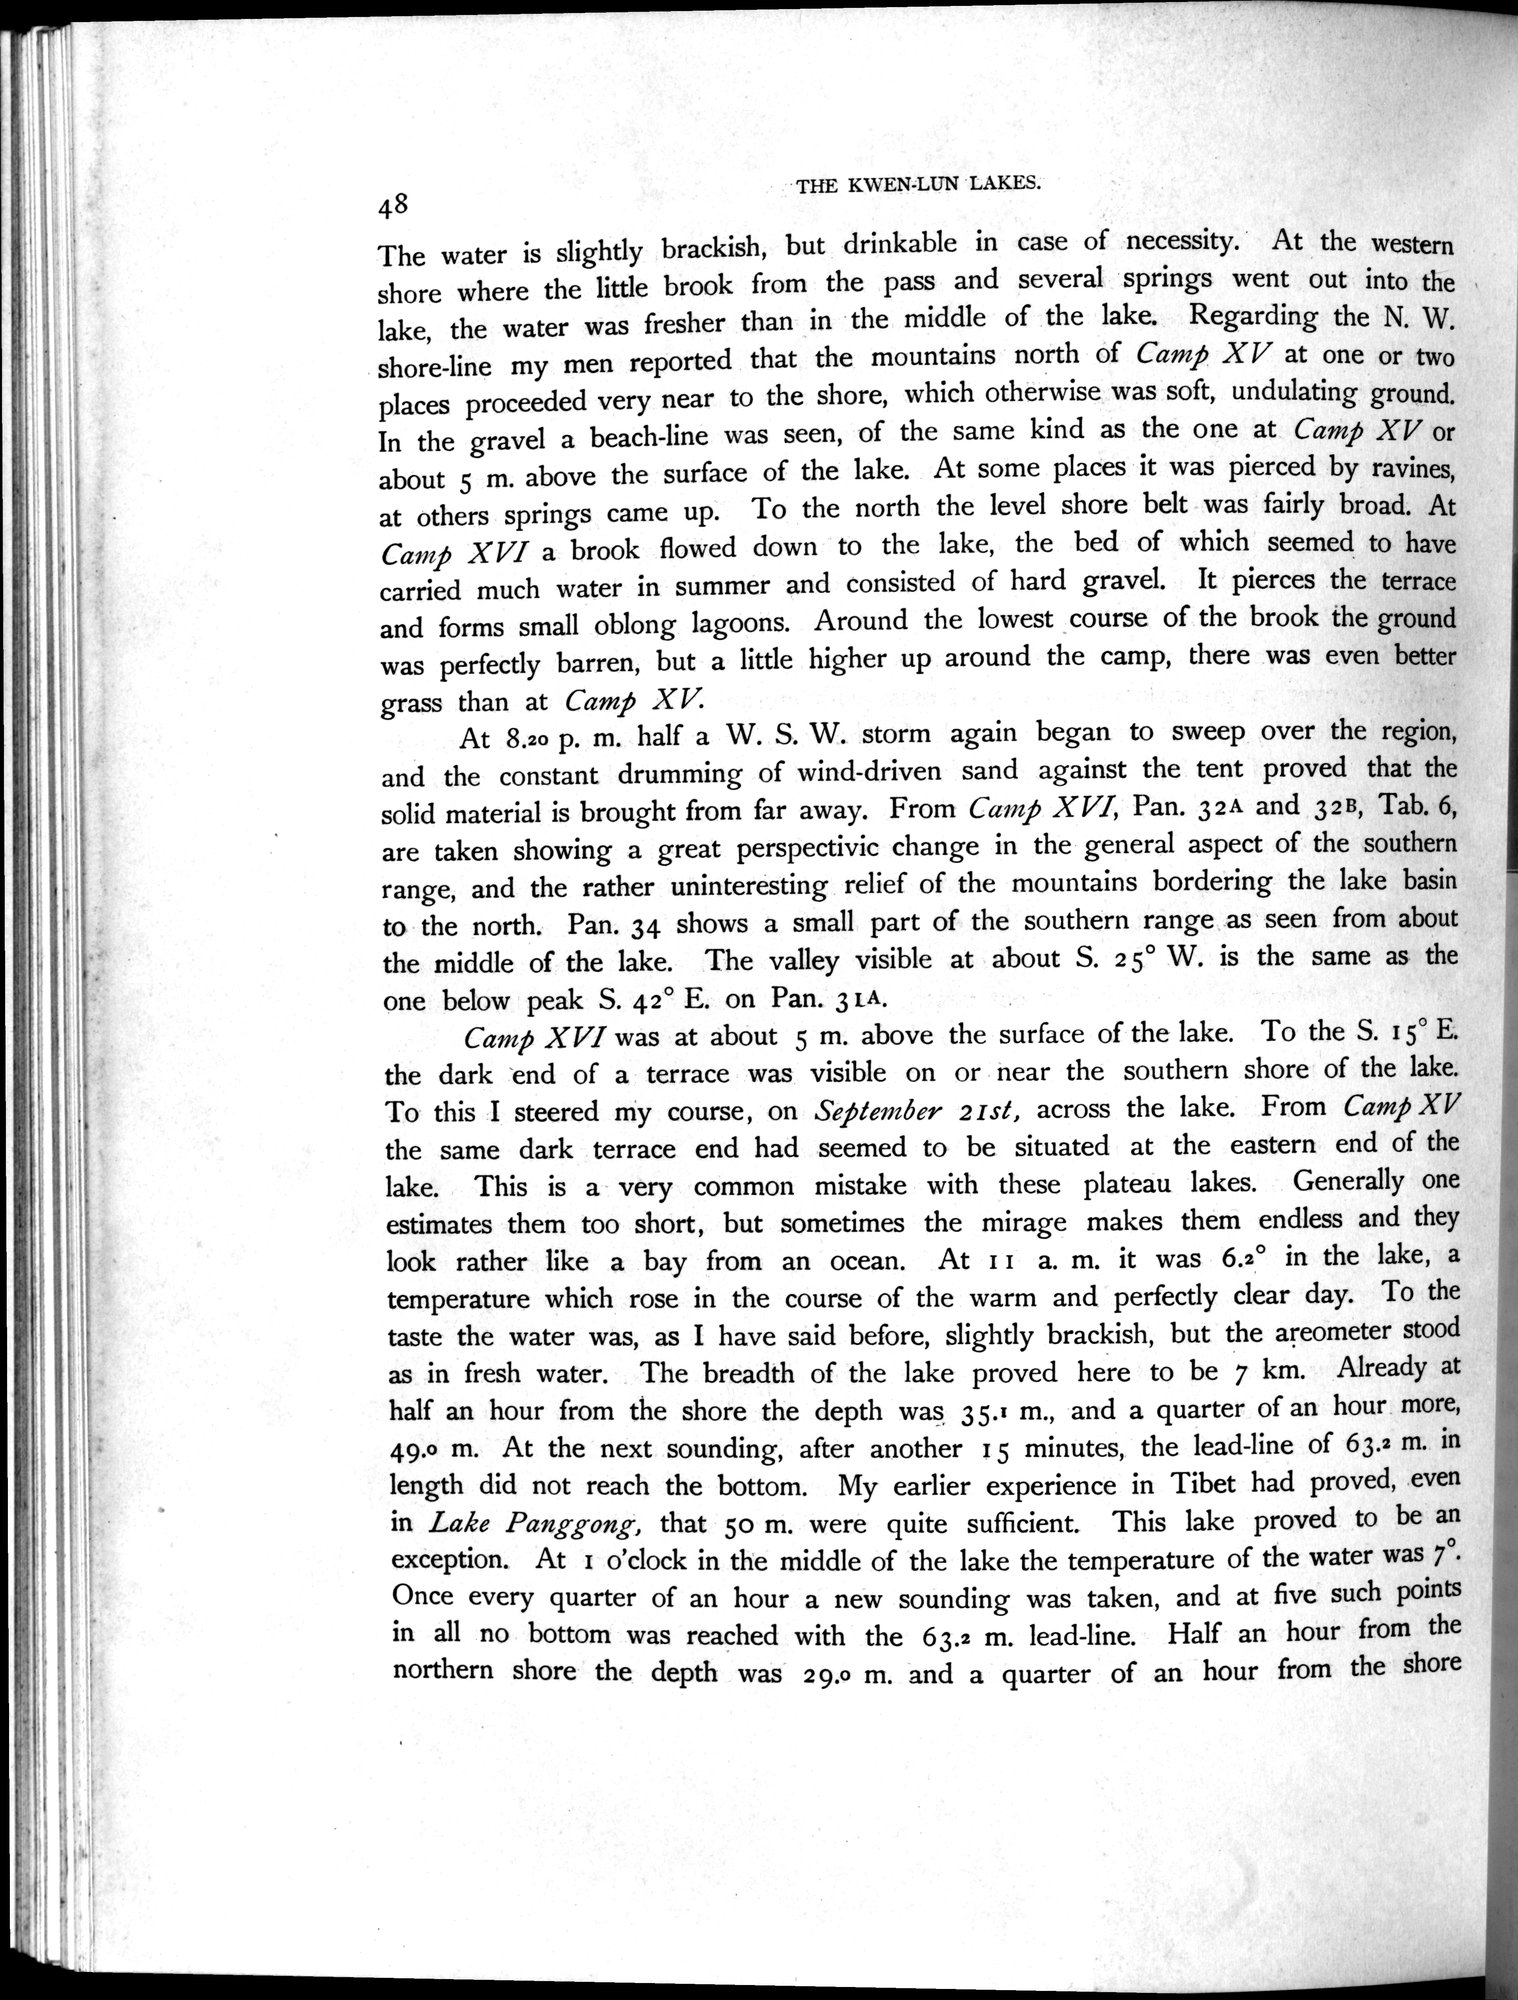 THE KWEN-LUN LAKES.
48
The water is slightly brackish, but drinkable in case of necessity. At the western
shore where the little brook from the pass and several springs went out into the
lake, the water was fresher than in the middle of the lake. Regarding the N. W.
shore-line my men reported that the mountains north of Camp XV at one or two
places proceeded very near to the shore, which otherwise was soft, undulating ground.
In the gravel a beach-line was seen, of the same kind as the one at Camp XV or
about 5 m. above the surface of the lake. At some places it was pierced by ravines,
at others springs came up. To the north the level shore belt was fairly broad. At
Camp XVI a brook flowed down to the lake, the bed of which seemed to have
carried much water in summer and consisted of hard gravel. It pierces the terrace
and forms small oblong lagoons. Around the lowest course of the brook the ground
was perfectly barren, but a little higher up around the camp, there was even better
grass than at Camp XV.
At 8.20 p. m. half a W. S. W. storm again began to sweep over the region,
and the constant drumming of wind-driven sand against the tent proved that the
solid material is brought from far away. From Camp XVI, Pan. 32A and 32B, Tab. 6,
are taken showing a great perspectivic change in the general aspect of the southern
range, and the rather uninteresting relief of the mountains bordering the lake basin
to the north. Pan. 34 shows a small part of the southern range as seen from about
the middle of the lake. The valley visible at about S. 25° W. is the same as the
one below peak S. 42° E. on Pan. 31A.
Camp XVI was at about 5 m. above the surface of the lake. To the S. 15° E.
the dark end of a terrace was visible on or near the southern shore of the lake.
To this I steered my course, on September 21st, across the lake. From Camp XV
the same dark terrace end had seemed to be situated at the eastern end of the
lake. This is a very common mistake with these plateau lakes. Generally one
estimates them too short, but sometimes the mirage makes them endless and they
look rather like a bay from an ocean. At 11 a. m. it was 6.2° in the lake, a
temperature which rose in the course of the warm and perfectly clear day. To the
taste the water was, as I have said before, slightly brackish, but the areometer stood
as in fresh water. The breadth of the lake proved here to be 7 km. Already at
half an hour from the shore the depth was 35.1 m., and a quarter of an hour more,
49.0 m. At the next sounding, after another 15 minutes, the lead-line of 63.2 m. in
length did not reach the bottom. My earlier experience in Tibet had proved, even
in Lake Panggong, that 50 m. were quite sufficient. This lake proved to be an
exception. At 1 o'clock in the middle of the lake the temperature of the water was 7°.
Once every quarter of an hour a new sounding was taken, and at five such points
in all no bottom was reached with the 63.2 m. lead-line. Half an hour from the
northern shore the depth was 29.0 m. and a quarter of an hour from the shore